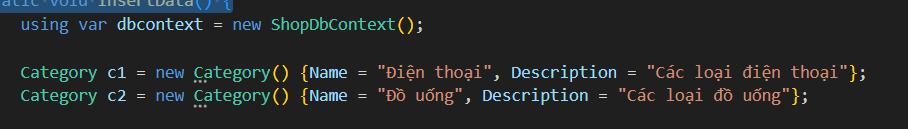 atic void InsertData() {
using var dbcontext = new ShopDbContext();
Category c1 = new Category() {Name = "Điện thoại", Description = "Các loại điện thoại"};
Category c2 = new Category() {Name = "Đồ uống", Description = "Các loại đồ uống"};